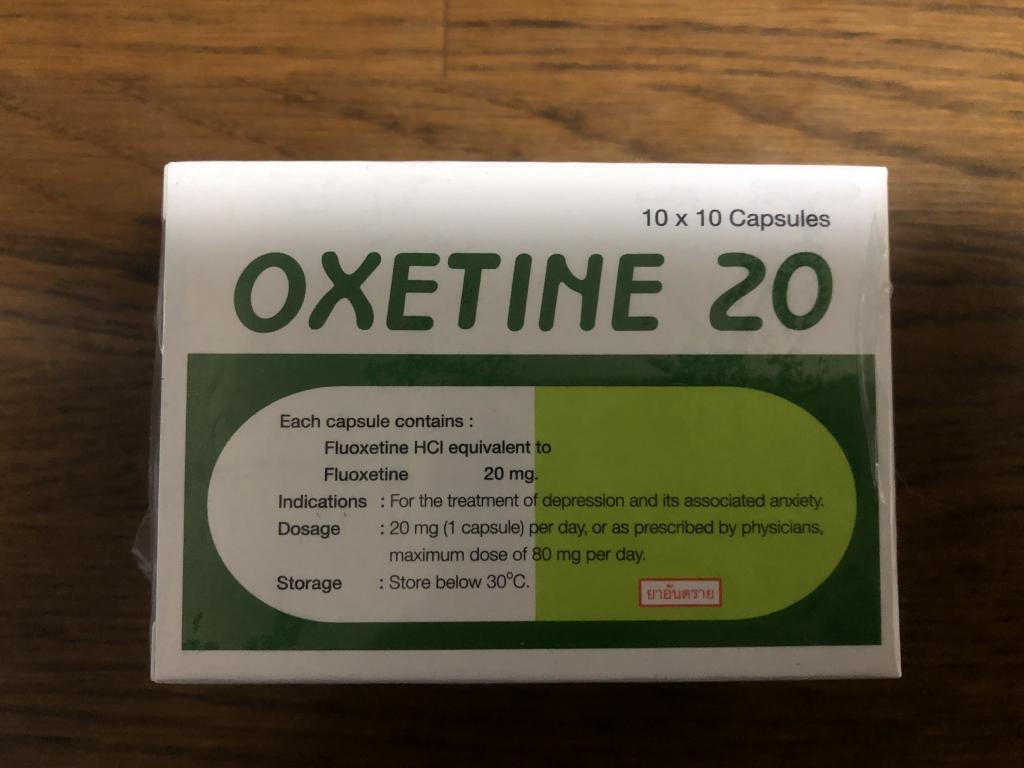 10 x 10 Capsules
OXETINE 20
Each capsule contains :
Fluoxetine HCl equivalent to
Fluoxetine 20 mg.
Indications : For the treatment of depression and its associated anxiety.
Dosage : 20 mg (1 capsule) per day, or as prescribed by physicians,
maximum dose of 80 mg per day.
Storage : Store below 30°C.
ยาอันตราย